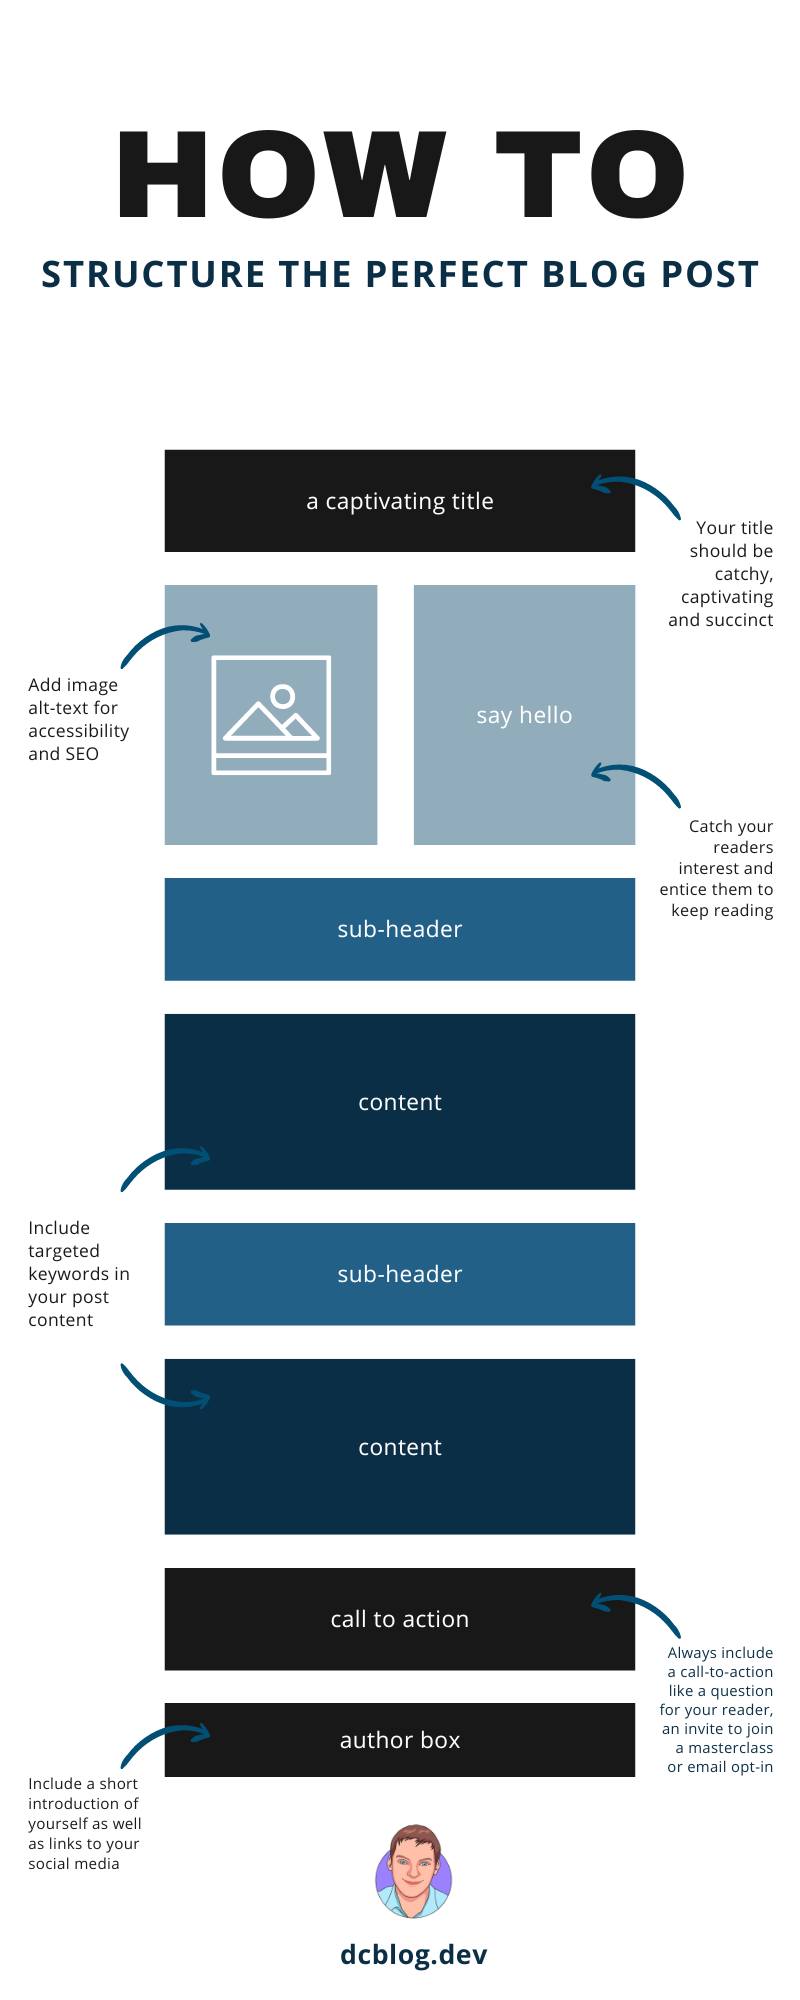 HOW TO
STRUCTURE THE PERFECT BLOG POST
a captivating title
Your title
should be
catchy,
captivating
and succinct
Add image
alt-text for
accessibility
and SEO
say hello
Catch your
readers
interest and
entice them to
keep reading
sub-header
content
Include
targeted
keywords in
your post
content
sub-header
content
call to action
Always include
a call-to-action
like a question
for your reader,
an invite to join
a masterclass
or email opt-in
author box
Include a short
introduction of
yourself as well
as links to your
social media
dcblog.dev